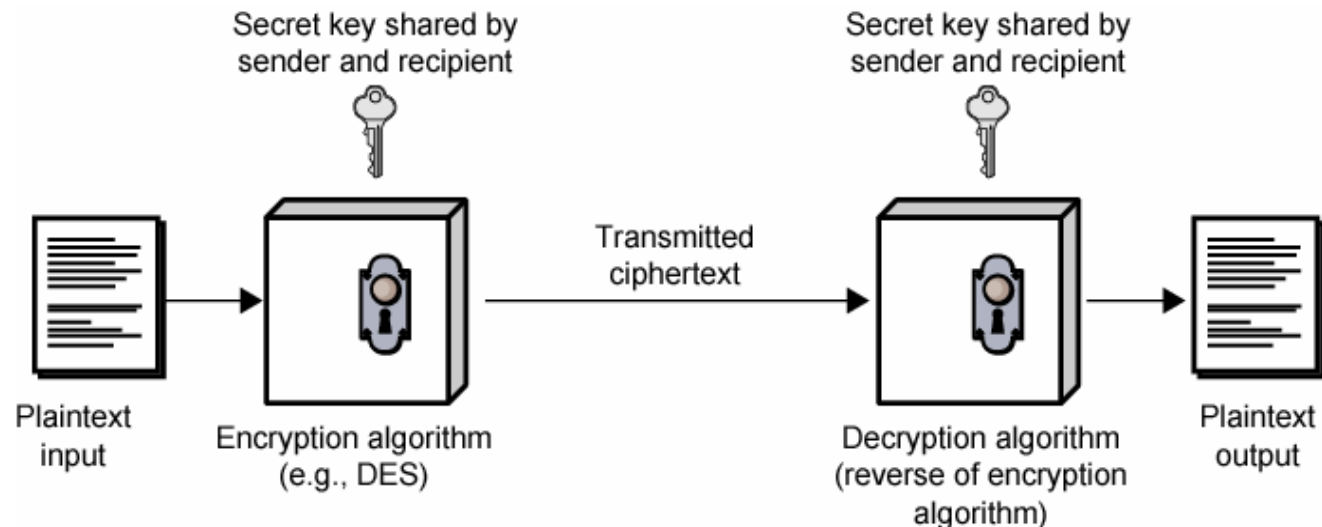 Secret key shared by
sender and recipient
Secret key shared by
sender and recipient
Transmitted
ciphertext
Plaintext
input
Encryption algorithm
(e.g., DES)
Decryption algorithm
(reverse of encryption
algorithm)
Plaintext
output